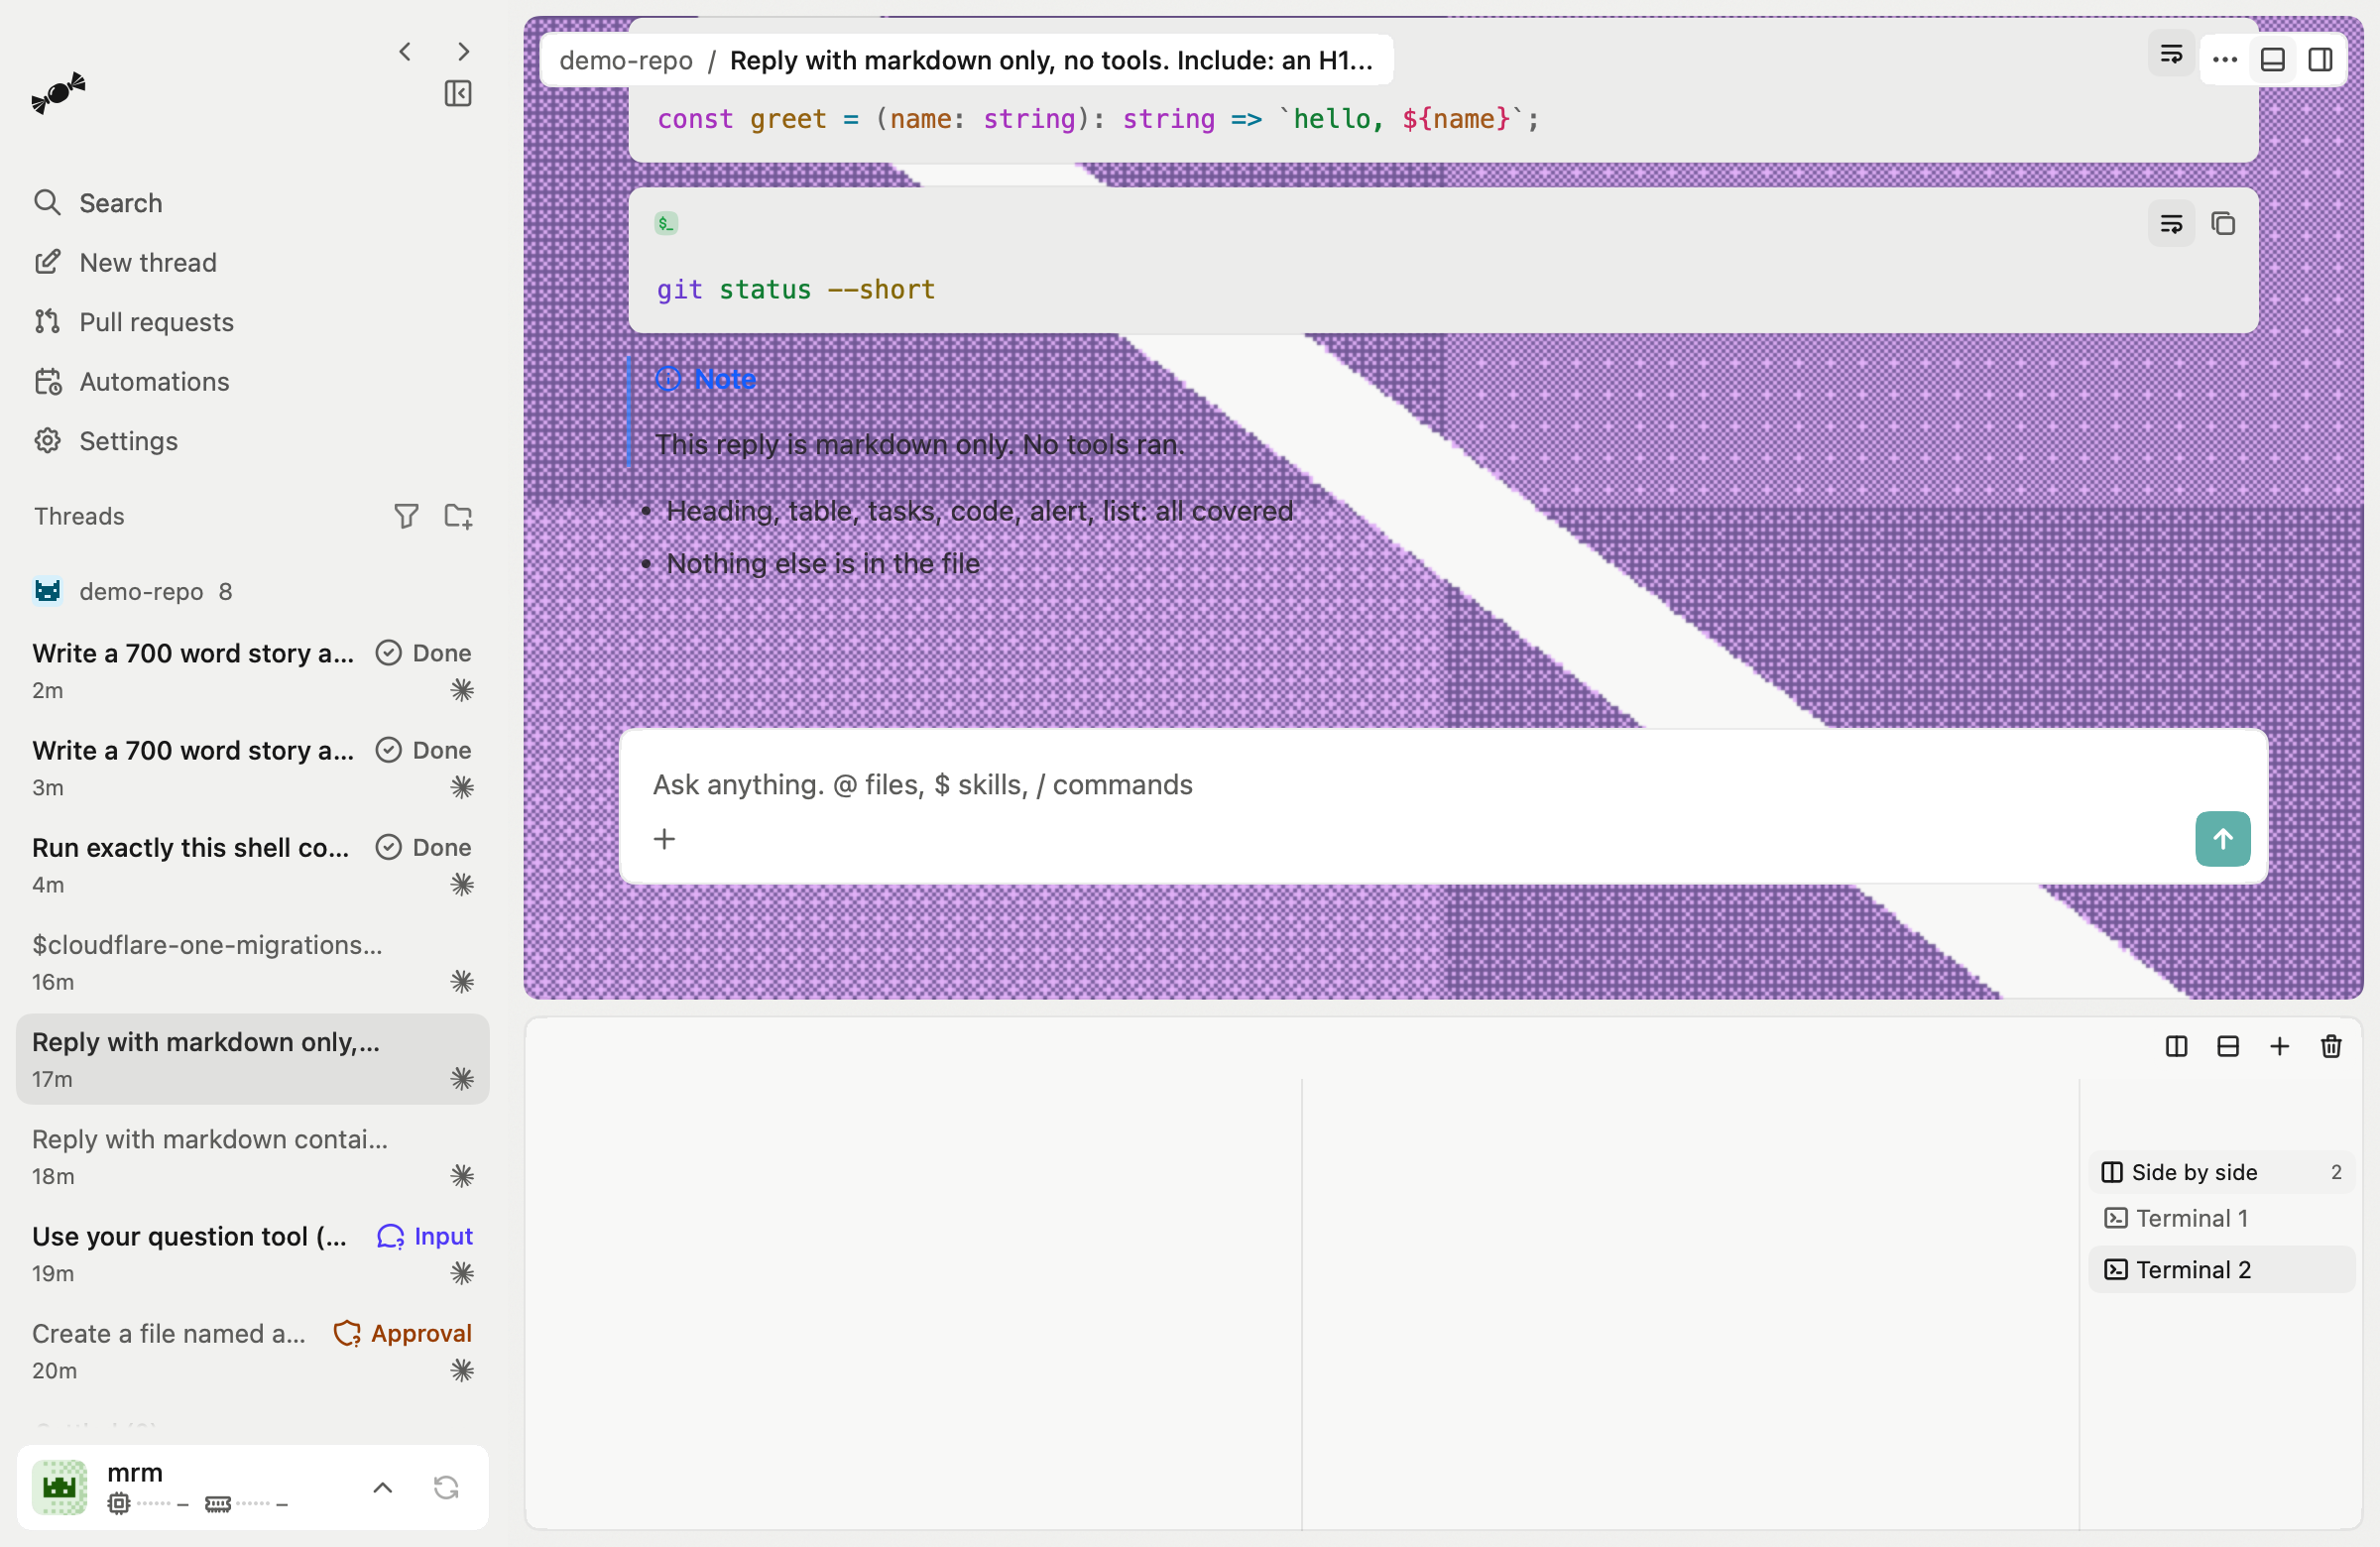 Search
New thread
Pull requests
Automations
Settings
Threads
demo-repo 8
Write a 700 word story a... Done
2m
Write a 700 word story a... Done
3m
Run exactly this shell co... Done
4m
$cloudflare-one-migrations...
16m
Reply with markdown only,...
17m
Reply with markdown contai...
18m
Use your question tool (... Input
19m
Create a file named a... Approval
20m
mrm
demo-repo / Reply with markdown only, no tools. Include: an H1...
const greet = (name: string): string => `hello, ${name}`;
$_
git status --short
Note
This reply is markdown only. No tools ran.
• Heading, table, tasks, code, alert, list: all covered
• Nothing else is in the file
Ask anything. @ files, $ skills, / commands
Side by side 2
Terminal 1
Terminal 2